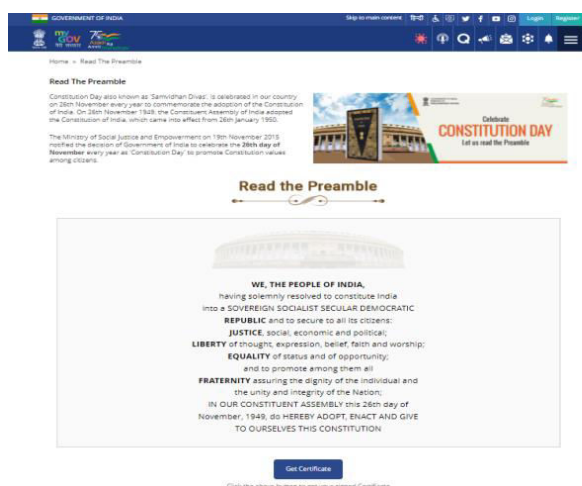 GOVERNMENT OF INDIA
Skip to main content
हिन्दी
Login
Register
my
GOV
मेरी सरकार
Home » Read The Preamble
Read The Preamble
Constitution Day also known as 'Samvidhan Divas', is celebrated in our country
on 26th November every year to commemorate the adoption of the Constitution
of India. On 26th November 1949, the Constituent Assembly of India adopted
the Constitution of India, which came into effect from 26th January 1950.
The Ministry of Social Justice and Empowerment on 19th November 2015
notified the decision of Government of India to celebrate the 26th day of
November every year as 'Constitution Day' to promote Constitution values
among citizens.
Celebrate
CONSTITUTION DAY
Let us read the Preamble
Read the Preamble
WE, THE PEOPLE OF INDIA,
having solemnly resolved to constitute India
into a SOVEREIGN SOCIALIST SECULAR DEMOCRATIC
REPUBLIC and to secure to all its citizens:
JUSTICE, social, economic and political;
LIBERTY of thought, expression, belief, faith and worship;
EQUALITY of status and of opportunity;
and to promote among them all
FRATERNITY assuring the dignity of the individual and
the unity and integrity of the Nation;
IN OUR CONSTITUENT ASSEMBLY this 26th day of
November, 1949, do HEREBY ADOPT, ENACT AND GIVE
TO OURSELVES THIS CONSTITUTION
Get Certificate